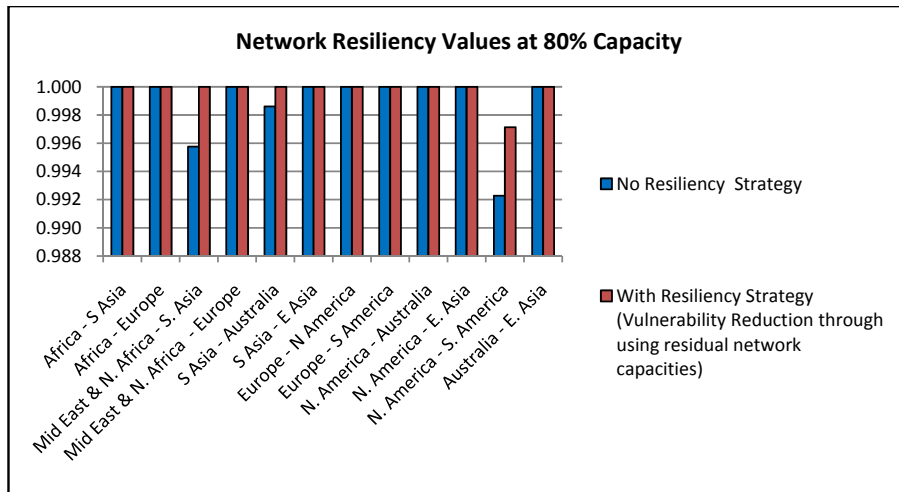 Network Resiliency Values at 80% Capacity
1.000
0.998
0.996
0.994
0.992
0.990
0.988
Africa - S Asia
Africa - Europe
Mid East & N. Africa - S. Asia
Mid East & N. Africa - Europe
S Asia - Australia
S Asia - E Asia
Europe - N America
Europe - S America
N. America - Australia
N. America - E. Asia
N. America - S. America
Australia - E. Asia
No Resiliency Strategy
With Resiliency Strategy
(Vulnerability Reduction through
using residual network
capacities)